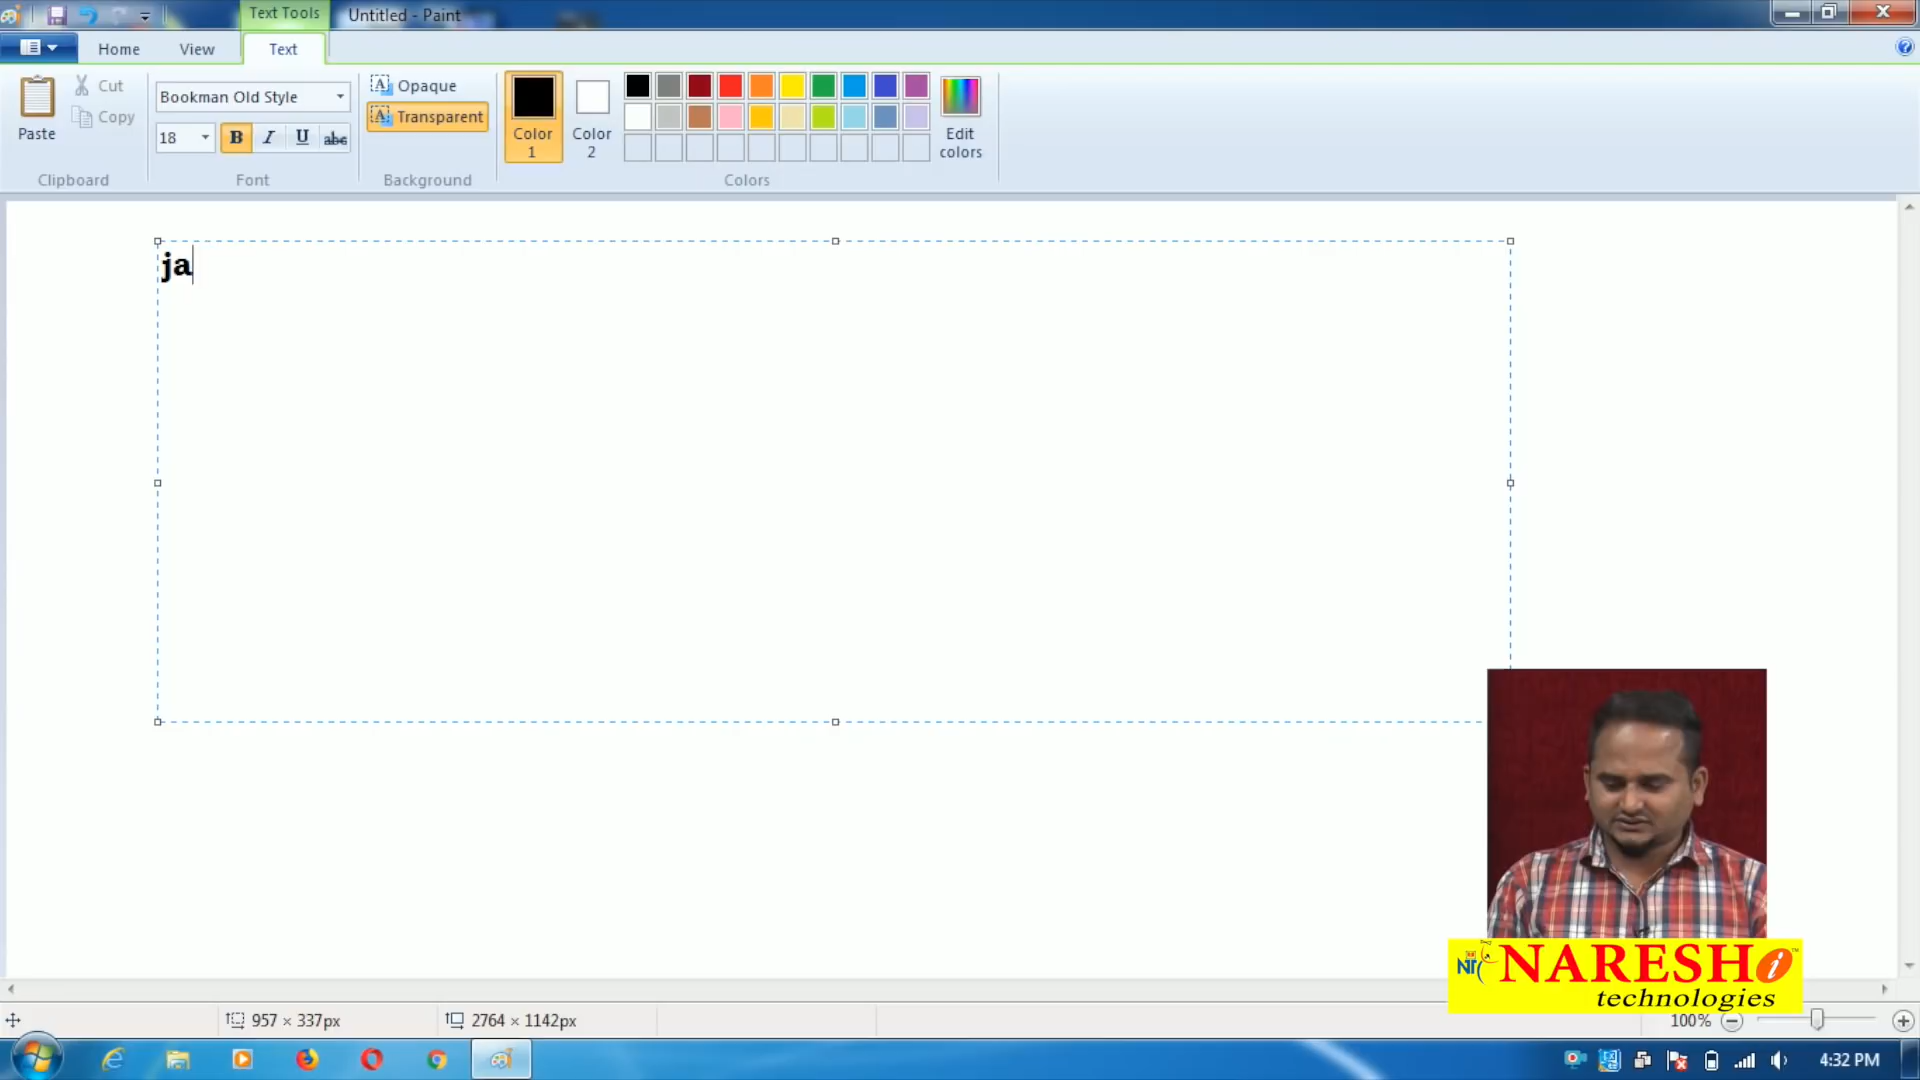 Text Tools
Untitled - Paint
Home
View
Text
Paste
Cut
Copy
Clipboard
Bookman Old Style
18
B
I
U
abc
Font
Opaque
Transparent
Background
Color
1
Color
2
Edit
colors
Colors
ja
957 × 337px
2764 × 1142px
100%
NARESH i ™
technologies
4:32 PM